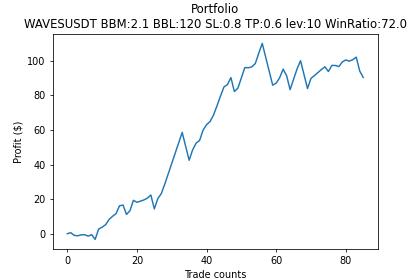 Portfolio
WAVESUSDT BBM:2.1 BBL:120 SL:0.8 TP:0.6 lev:10 WinRatio:72.0
100
80
60
40
20
0
Profit ($)
0 20 40 60 80
Trade counts